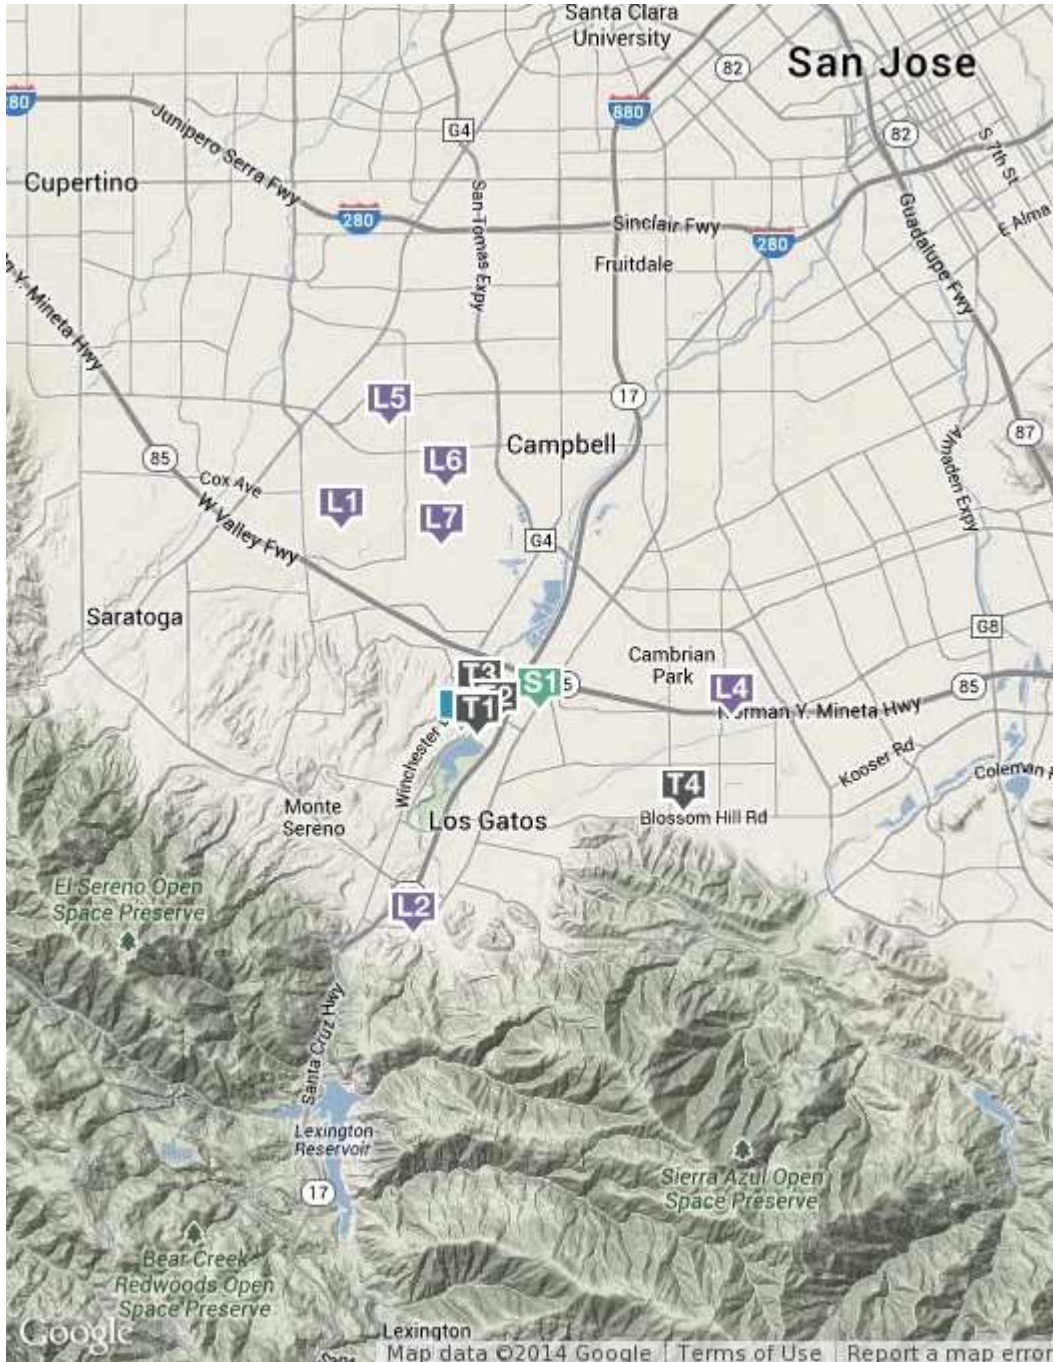 Santa Clara
University
82
San Jose
280
880
Junipero Serra Fwy
G4
82
S 7th St
Cupertino
San Tomas Expy
280
Sinclair Fwy
280
Guadalupe Fwy
E Alma
Fruitdale
Y. Mineta Hwy
L5
17
Campbell
87
85
L6
Cox Ave
L1
W Valley Fwy
L7
G4
Almaden Expy
Saratoga
G8
Cambrian
Park
T3
S1
5
L4
85
2
T1
Norman Y. Mineta Hwy
Winchester
Kooser Rd
Coleman
T4
Monte
Sereno
Los Gatos
Blossom Hill Rd
El Sereno Open
Space Preserve
L2
Santa Cruz Hwy
Lexington
Reservoir
17
Sierra Azul Open
Space Preserve
Bear Creek
Redwoods Open
Space Preserve
Google
Lexington
Map data ©2014 Google
Terms of Use
Report a map error